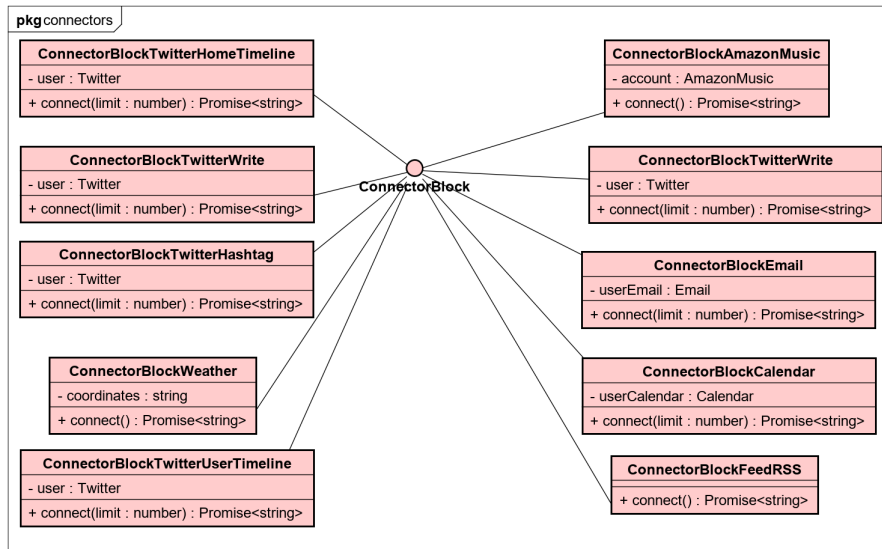 pkg connectors
ConnectorBlockTwitterHomeTimeline
- user : Twitter
+ connect(limit : number) : Promise<string>
ConnectorBlockAmazonMusic
- account : AmazonMusic
+ connect() : Promise<string>
ConnectorBlockTwitterWrite
- user : Twitter
+ connect(limit : number) : Promise<string>
ConnectorBlock
ConnectorBlockTwitterWrite
- user : Twitter
+ connect(limit : number) : Promise<string>
ConnectorBlockTwitterHashtag
- user : Twitter
+ connect(limit : number) : Promise<string>
ConnectorBlockEmail
- userEmail : Email
+ connect(limit : number) : Promise<string>
ConnectorBlockWeather
- coordinates : string
+ connect() : Promise<string>
ConnectorBlockCalendar
- userCalendar : Calendar
+ connect(limit : number) : Promise<string>
ConnectorBlockTwitterUserTimeline
- user : Twitter
+ connect(limit : number) : Promise<string>
ConnectorBlockFeedRSS
+ connect() : Promise<string>